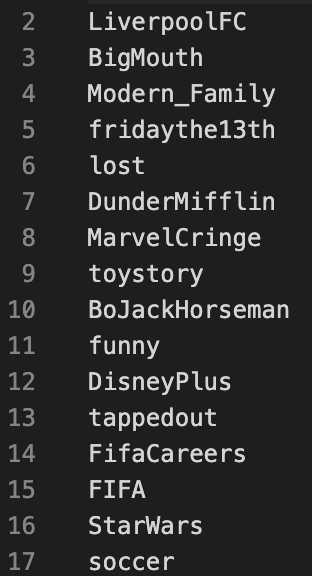 2 LiverpoolFC
3 BigMouth
4 Modern_Family
5 fridaythe13th
6 lost
7 DunderMifflin
8 MarvelCringe
9 toystory
10 BoJackHorseman
11 funny
12 DisneyPlus
13 tappedout
14 FifaCareers
15 FIFA
16 StarWars
17 soccer